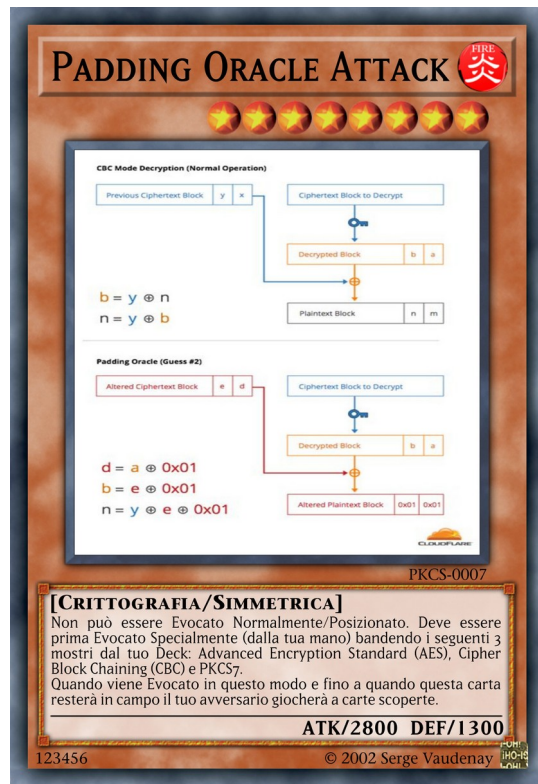 PADDING ORACLE ATTACK
FIRE
炎
CBC Mode Decryption (Normal Operation)
Previous Ciphertext Block y x
Ciphertext Block to Decrypt
Decrypted Block b a
b = y ⊕ n
n = y ⊕ b
Plaintext Block n m
Padding Oracle (Guess #2)
Altered Ciphertext Block e d
Ciphertext Block to Decrypt
Decrypted Block b a
d = a ⊕ 0x01
b = e ⊕ 0x01
n = y ⊕ e ⊕ 0x01
Altered Plaintext Block 0x01 0x01
CLOUDFLARE
PKCS-0007
[CRITTOGRAFIA/SIMMETRICA]
Non può essere Evocato Normalmente/Posizionato. Deve essere
prima Evocato Specialmente (dalla tua mano) bandendo i seguenti 3
mostri dal tuo Deck: Advanced Encryption Standard (AES), Cipher
Block Chaining (CBC) e PKCS7.
Quando viene Evocato in questo modo e fino a quando questa carta
resterà in campo il tuo avversario giocherà a carte scoperte.
ATK/2800 DEF/1300
123456
© 2002 Serge Vaudenay